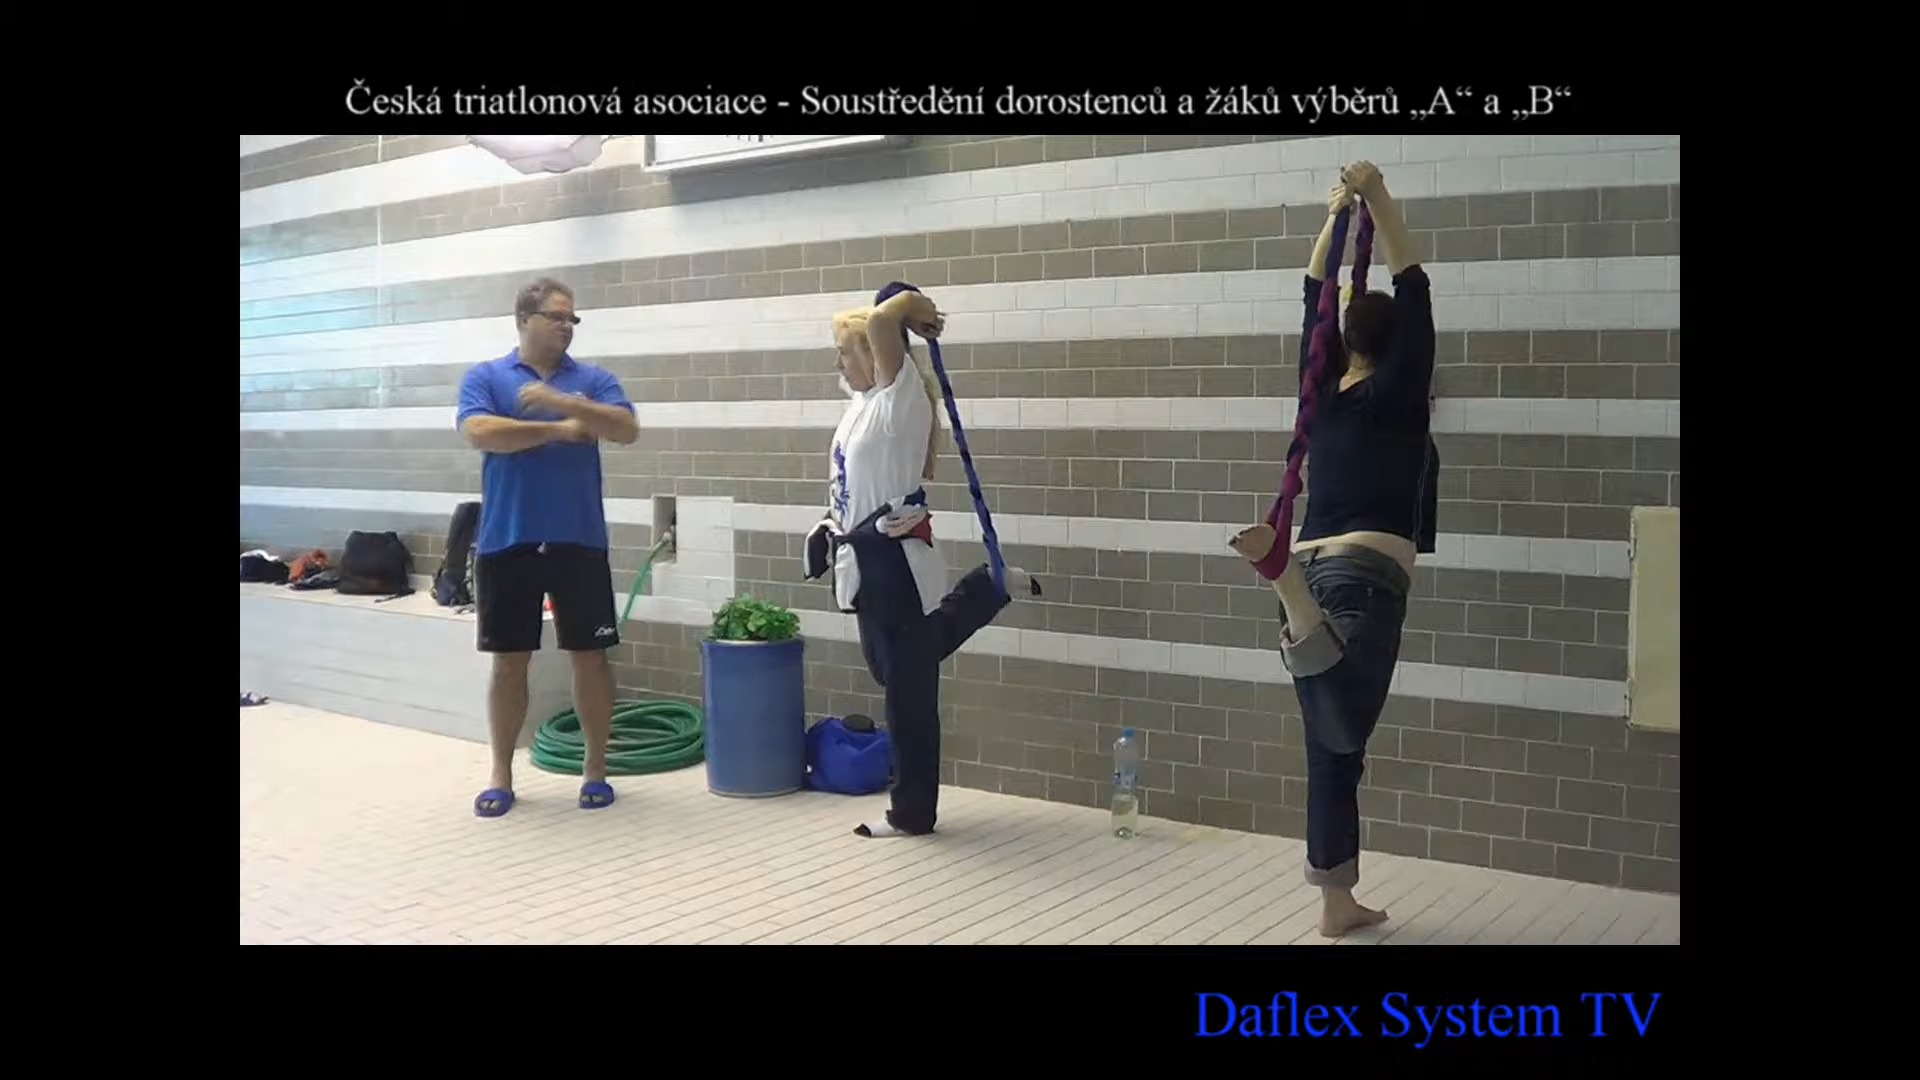 Česká triatlonová asociace - Soustředění dorostenců a žáků výběrů „A“ a „B“
Daflex System TV